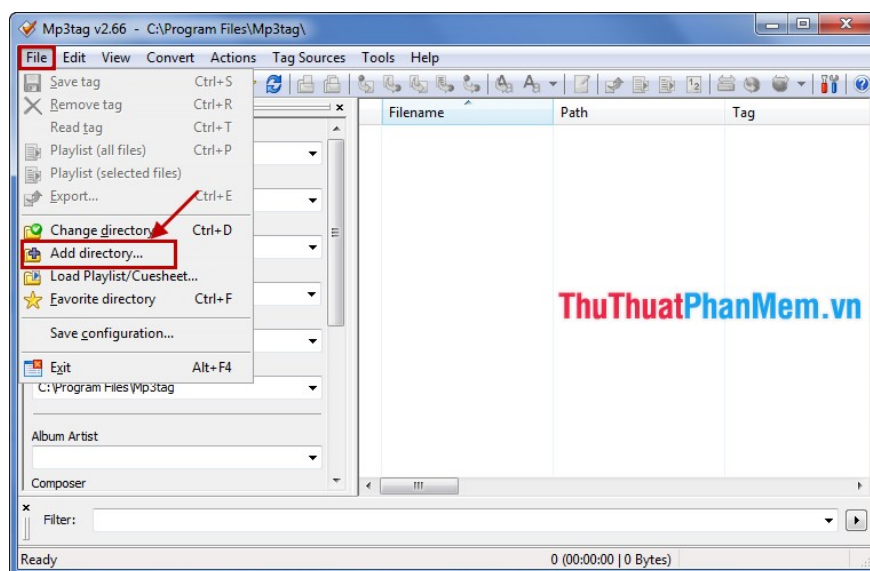 Mp3tag v2.66 - C:\Program Files\Mp3tag\
File Edit View Convert Actions Tag Sources Tools Help
Save tag Ctrl+S
Remove tag Ctrl+R
Read tag Ctrl+T
Playlist (all files) Ctrl+P
Playlist (selected files)
Export... Ctrl+E
Change directory Ctrl+D
Add directory...
Load Playlist/Cuesheet...
Favorite directory Ctrl+F
Save configuration...
Exit Alt+F4
C:\Program Files\Mp3tag
Album Artist
Composer
Filename Path Tag
ThuThuatPhanMem.vn
Filter:
Ready 0 (00:00:00 | 0 Bytes)